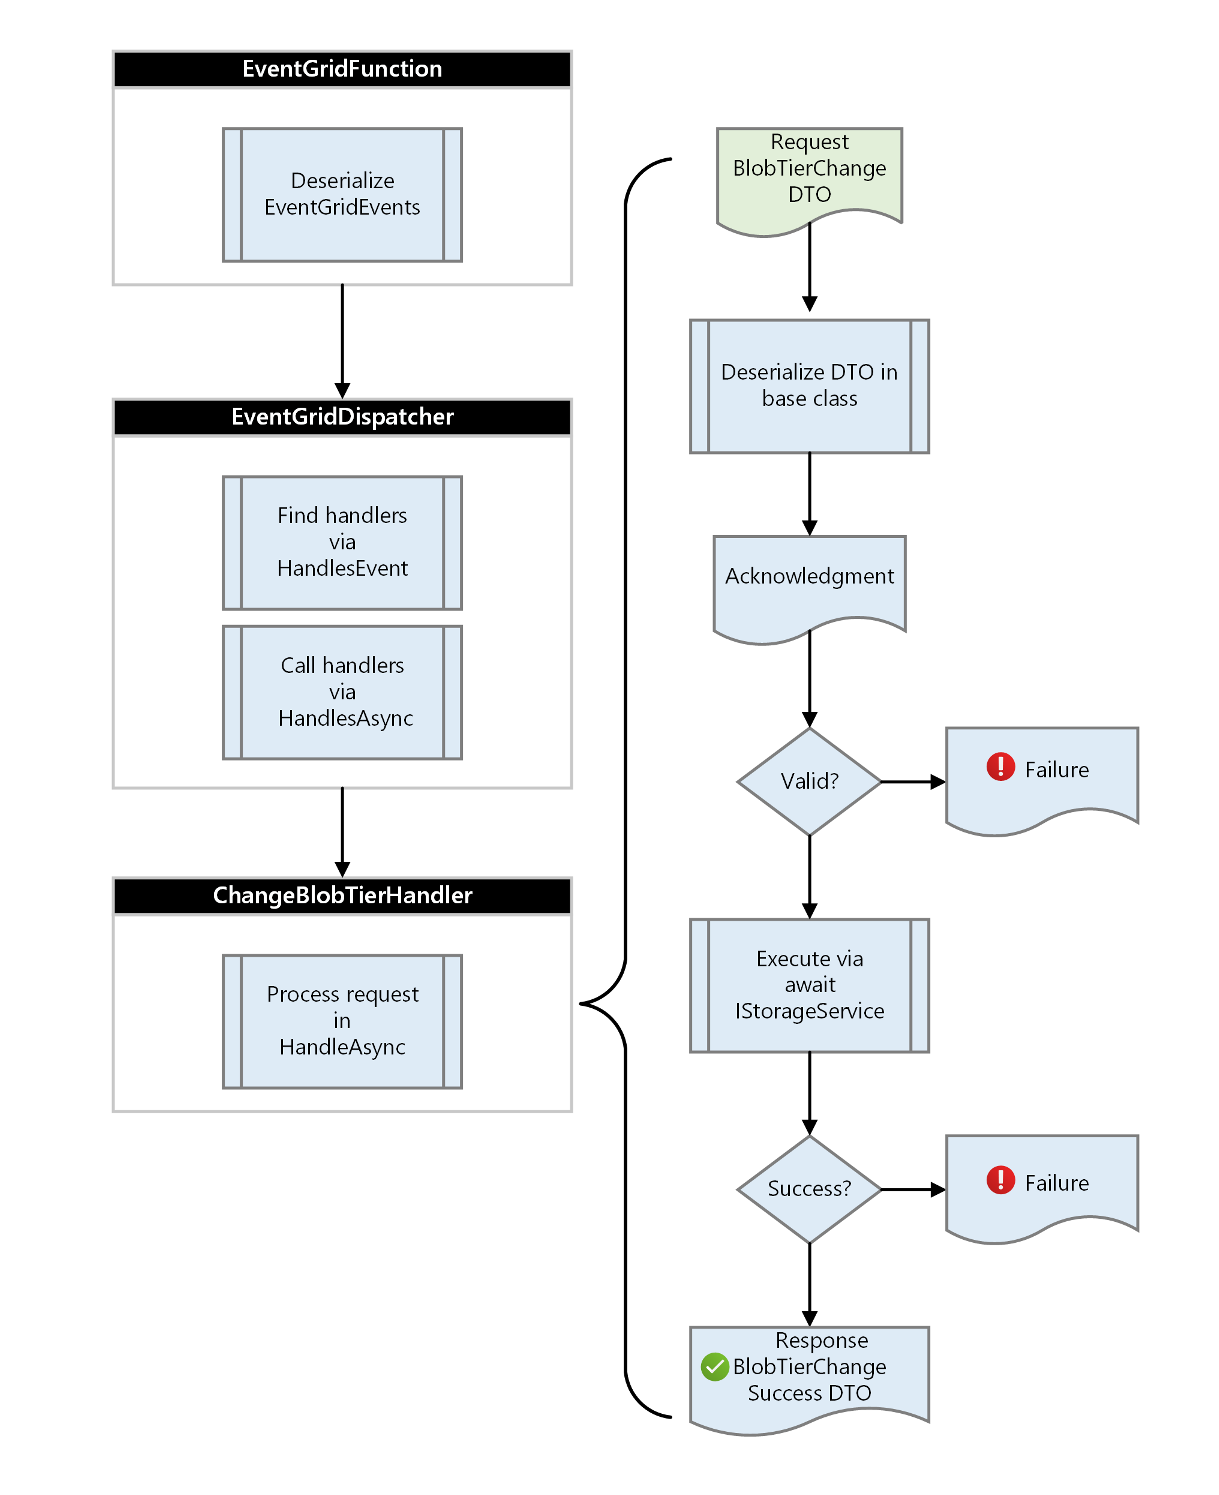 EventGridFunction
Deserialize
EventGridEvents
EventGridDispatcher
Find handlers
via
HandlesEvent
Call handlers
via
HandlesAsync
ChangeBlobTierHandler
Process request
in
HandleAsync
Request
BlobTierChange
DTO
Deserialize DTO in
base class
Acknowledgment
Valid?
Failure
Execute via
await
IStorageService
Success?
Failure
Response
BlobTierChange
Success DTO